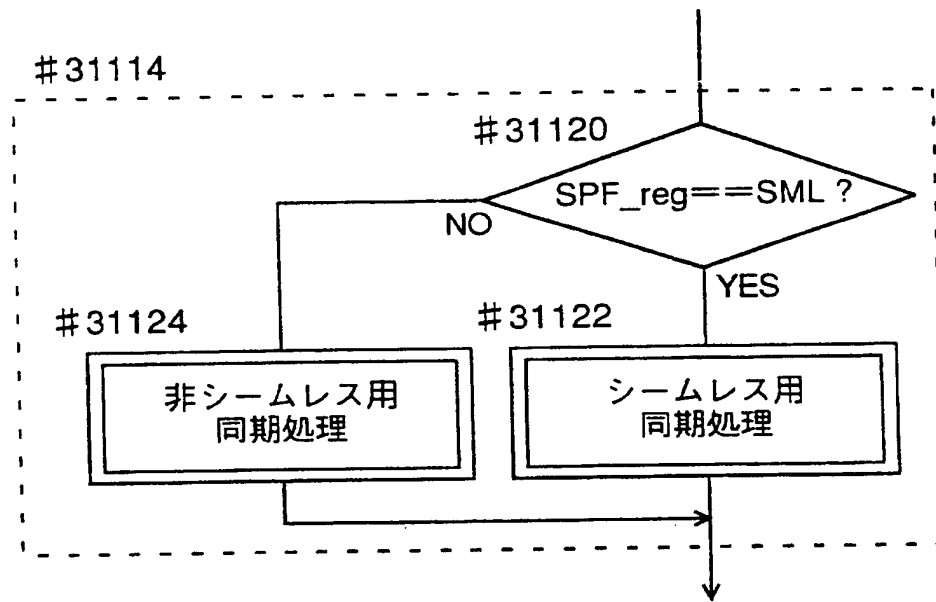 #31114
#31120
SPF_reg==SML ?
NO
YES
#31124
#31122
非シームレス用
同期処理
シームレス用
同期処理